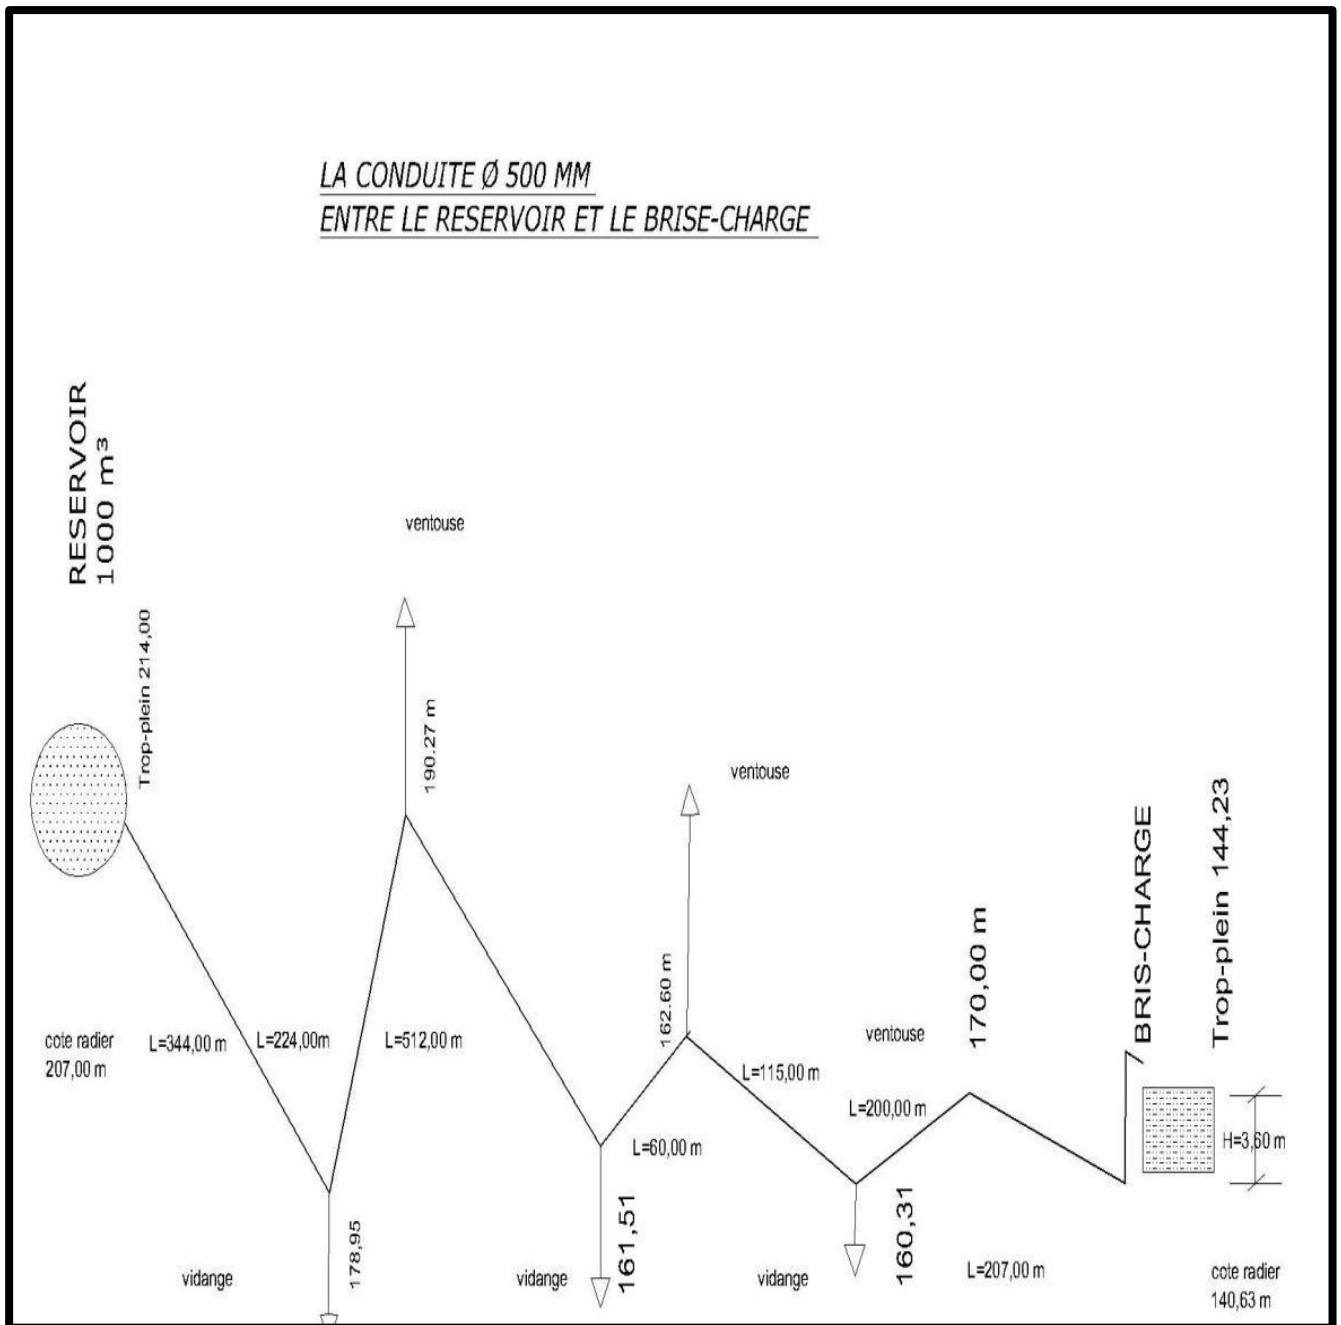 LA CONDUITE Ø 500 MM
ENTRE LE RESERVOIR ET LE BRISE-CHARGE
RESERVOIR
1000 m³
Trop-plein 214,00
ventouse
190.27 m
ventouse
162.60 m
170,00 m
BRIS-CHARGE
Trop-plein 144,23
cote radier
207,00 m
L=344,00 m
L=224,00m
L=512,00 m
ventouse
L=115,00 m
L=200,00 m
L=60,00 m
H=3,60 m
178,95
161,51
160,31
vidange
vidange
vidange
L=207,00 m
cote radier
140,63 m